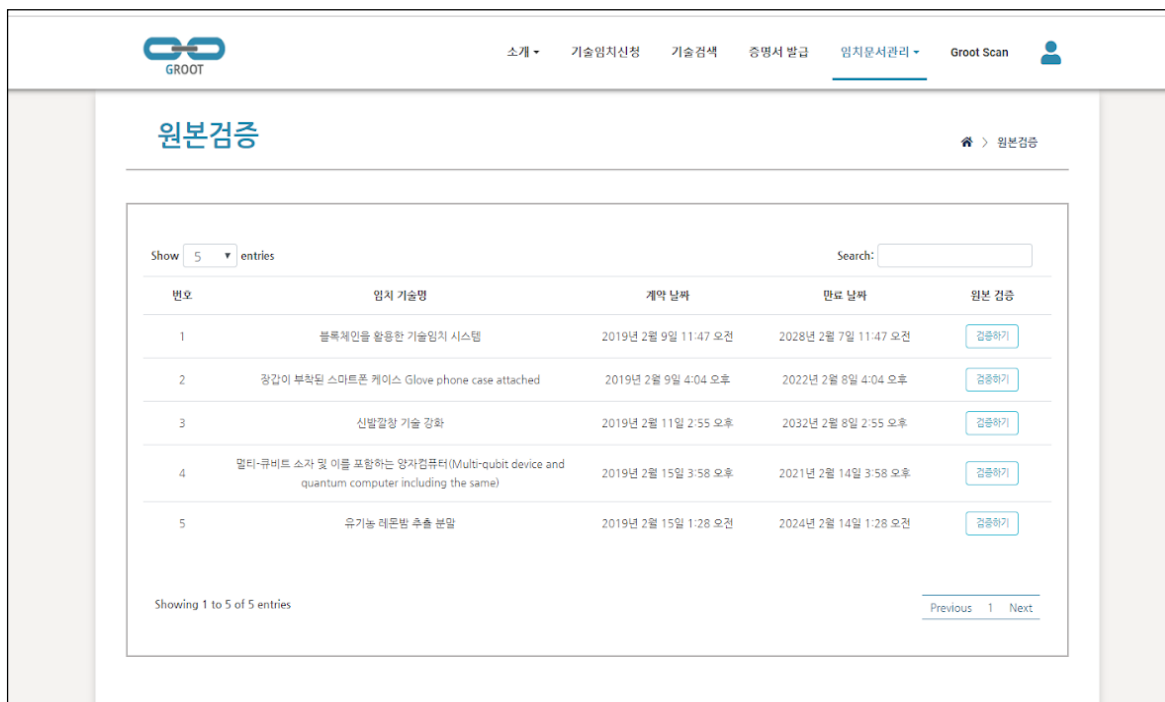 GROOT
소개 기술임치신청 기술검색 증명서 발급 임치문서관리 Groot Scan
원본검증
원본검증
Show 5 entries Search:
번호 임치 기술명 계약 날짜 만료 날짜 원본 검증
1 블록체인을 활용한 기술임치 시스템 2019년 2월 9일 11:47 오전 2028년 2월 7일 11:47 오전 검증하기
2 장갑이 부착된 스마트폰 케이스 Glove phone case attached 2019년 2월 9일 4:04 오후 2022년 2월 8일 4:04 오후 검증하기
3 신발깔창 기술 강화 2019년 2월 11일 2:55 오후 2032년 2월 8일 2:55 오후 검증하기
멀티-큐비트 소자 및 이를 포함하는 양자컴퓨터(Multi-qubit device and
4 2019년 2월 15일 3:58 오후 2021년 2월 14일 3:58 오후 검증하기
quantum computer including the same)
5 유기농 레몬밤 추출 분말 2019년 2월 15일 1:28 오전 2024년 2월 14일 1:28 오전 검증하기
Showing 1 to 5 of 5 entries Previous 1 Next